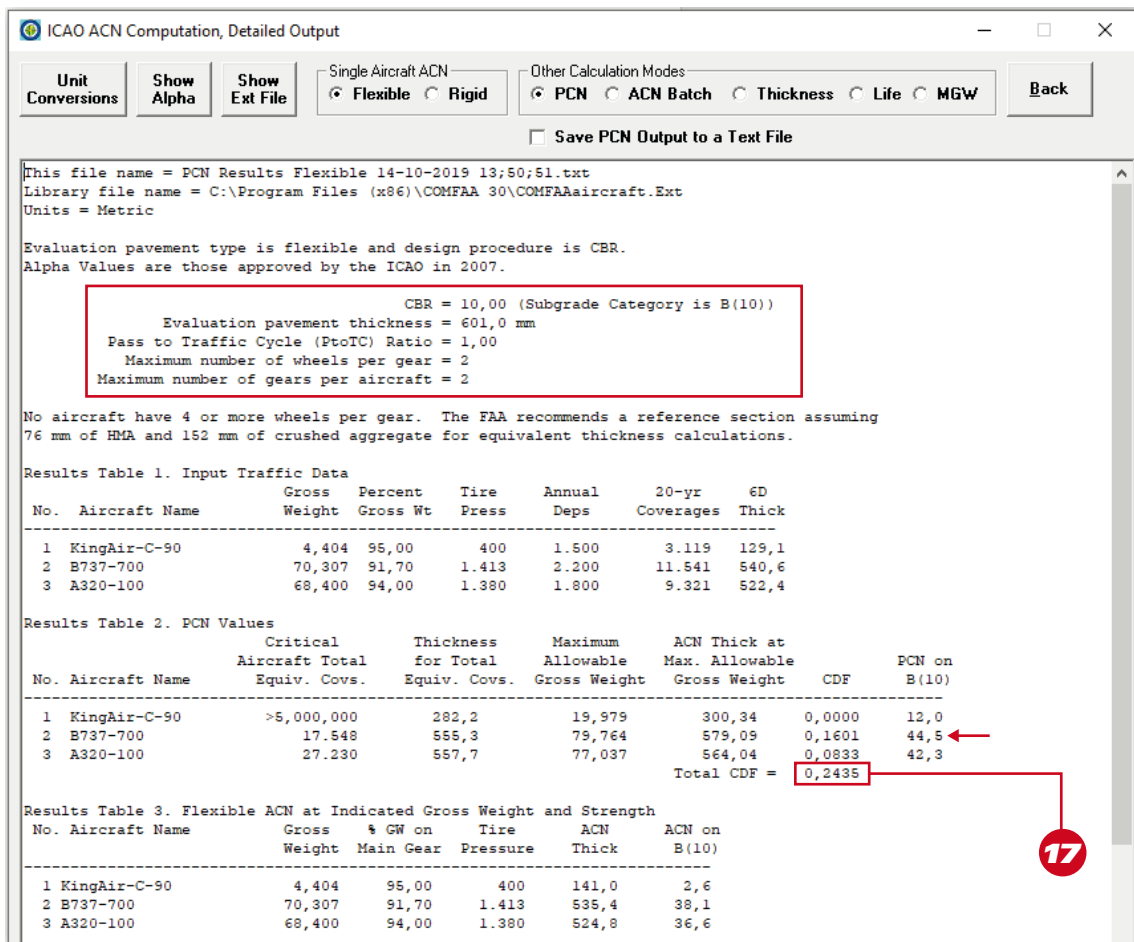 ICAO ACN Computation, Detailed Output
Unit Conversions Show Alpha Show Ext File Single Aircraft ACN Flexible Rigid Other Calculation Modes PCN ACN Batch Thickness Life MGW Back
Save PCN Output to a Text File
This file name = PCN Results Flexible 14-10-2019 13;50;51.txt
Library file name = C:\Program Files (x86)\COMFAA 30\COMFAAaircraft.Ext
Units = Metric
Evaluation pavement type is flexible and design procedure is CBR.
Alpha Values are those approved by the ICAO in 2007.
CBR = 10,00 (Subgrade Category is B(10))
Evaluation pavement thickness = 601,0 mm
Pass to Traffic Cycle (PtoTC) Ratio = 1,00
Maximum number of wheels per gear = 2
Maximum number of gears per aircraft = 2
No aircraft have 4 or more wheels per gear. The FAA recommends a reference section assuming
76 mm of HMA and 152 mm of crushed aggregate for equivalent thickness calculations.
Results Table 1. Input Traffic Data
Gross Percent Tire Annual 20-yr 6D
No. Aircraft Name Weight Gross Wt Press Deps Coverages Thick
1 KingAir-C-90 4,404 95,00 400 1.500 3.119 129,1
2 B737-700 70,307 91,70 1.413 2.200 11.541 540,6
3 A320-100 68,400 94,00 1.380 1.800 9.321 522,4
Results Table 2. PCN Values
Critical Thickness Maximum ACN Thick at
Aircraft Total for Total Allowable Max. Allowable PCN on
No. Aircraft Name Equiv. Covs. Equiv. Covs. Gross Weight Gross Weight CDF B(10)
1 KingAir-C-90 >5,000,000 282,2 19,979 300,34 0,0000 12,0
2 B737-700 17.548 555,3 79,764 579,09 0,1601 44,5
3 A320-100 27.230 557,7 77,037 564,04 0,0833 42,3
Total CDF = 0,2435
Results Table 3. Flexible ACN at Indicated Gross Weight and Strength
No. Aircraft Name Gross % GW on Tire ACN ACN on
Weight Main Gear Pressure Thick B(10)
17
1 KingAir-C-90 4,404 95,00 400 141,0 2,6
2 B737-700 70,307 91,70 1.413 535,4 38,1
3 A320-100 68,400 94,00 1.380 524,8 36,6